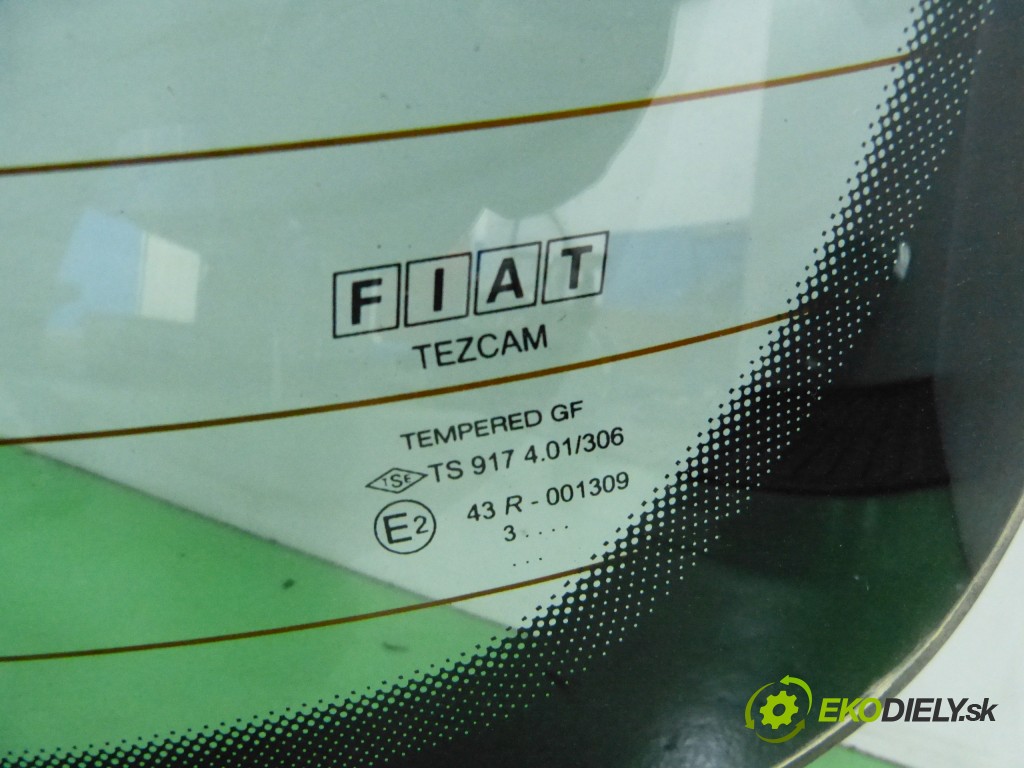 FIAT
TEZCAM
TEMPERED GF
TSE TS 917 4.01/306
E2 43 R - 001309
3 . . . .
. . .
EKODIELY.sk